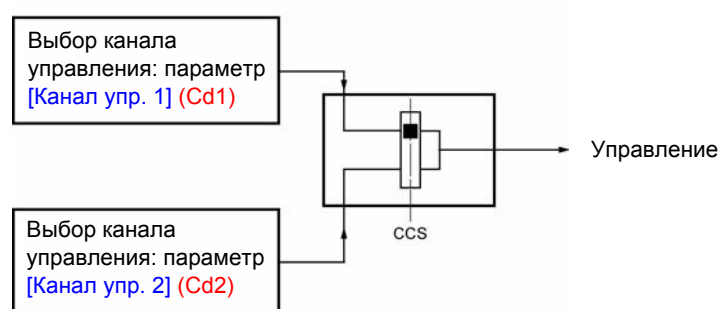 Выбор канала
управления: параметр
[Канал упр. 1] (Cd1)
Управление
CCS
Выбор канала
управления: параметр
[Канал упр. 2] (Cd2)